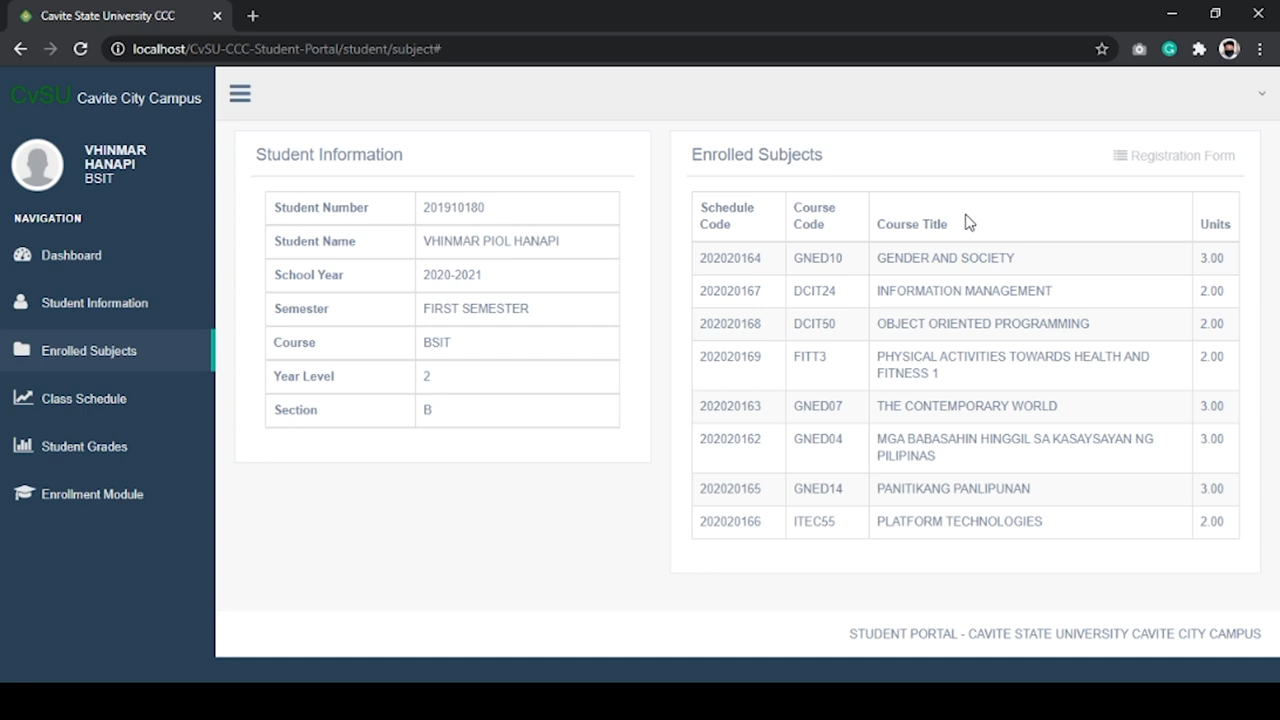 Cavite State University CCC
localhost/CvSU-CCC-Student-Portal/student/subject#
CvSU Cavite City Campus
VHINMAR
HANAPI
BSIT
NAVIGATION
Dashboard
Student Information
Enrolled Subjects
Class Schedule
Student Grades
Enrollment Module
Student Information
Student Number 201910180
Student Name VHINMAR PIOL HANAPI
School Year 2020-2021
Semester FIRST SEMESTER
Course BSIT
Year Level 2
Section B
Enrolled Subjects Registration Form
Schedule Code Course Code Course Title Units
202020164 GNED10 GENDER AND SOCIETY 3.00
202020167 DCIT24 INFORMATION MANAGEMENT 2.00
202020168 DCIT50 OBJECT ORIENTED PROGRAMMING 2.00
202020169 FITT3 PHYSICAL ACTIVITIES TOWARDS HEALTH AND 2.00
FITNESS 1
202020163 GNED07 THE CONTEMPORARY WORLD 3.00
202020162 GNED04 MGA BABASAHIN HINGGIL SA KASAYSAYAN NG 3.00
PILIPINAS
202020165 GNED14 PANITIKANG PANLIPUNAN 3.00
202020166 ITEC55 PLATFORM TECHNOLOGIES 2.00
STUDENT PORTAL - CAVITE STATE UNIVERSITY CAVITE CITY CAMPUS